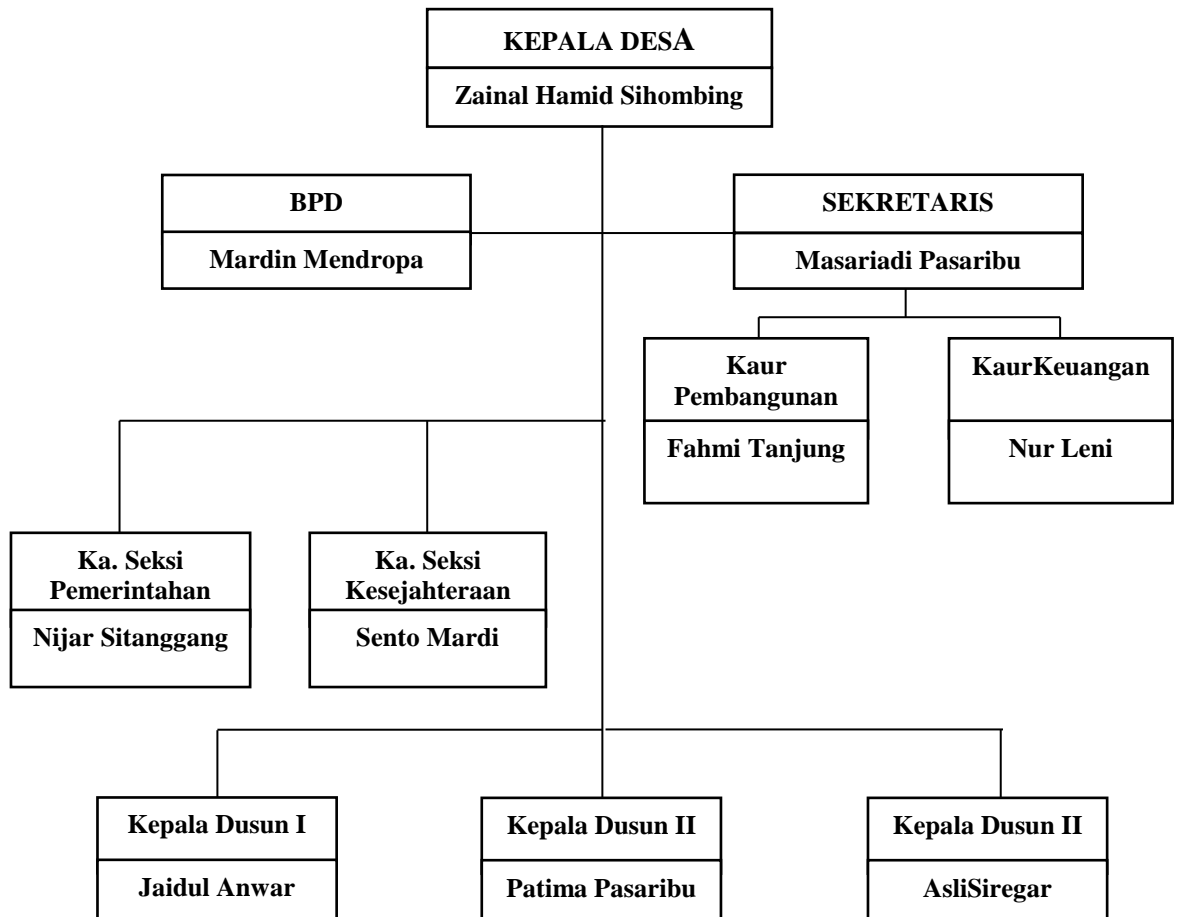 KEPALA DESA
Zainal Hamid Sihombing
BPD
Mardin Mendropa
SEKRETARIS
Masariadi Pasaribu
Kaur
Pembangunan
Fahmi Tanjung
KaurKeuangan
Nur Leni
Ka. Seksi
Pemerintahan
Nijar Sitanggang
Ka. Seksi
Kesejahteraan
Sento Mardi
Kepala Dusun I
Jaidul Anwar
Kepala Dusun II
Patima Pasaribu
Kepala Dusun II
AsliSiregar